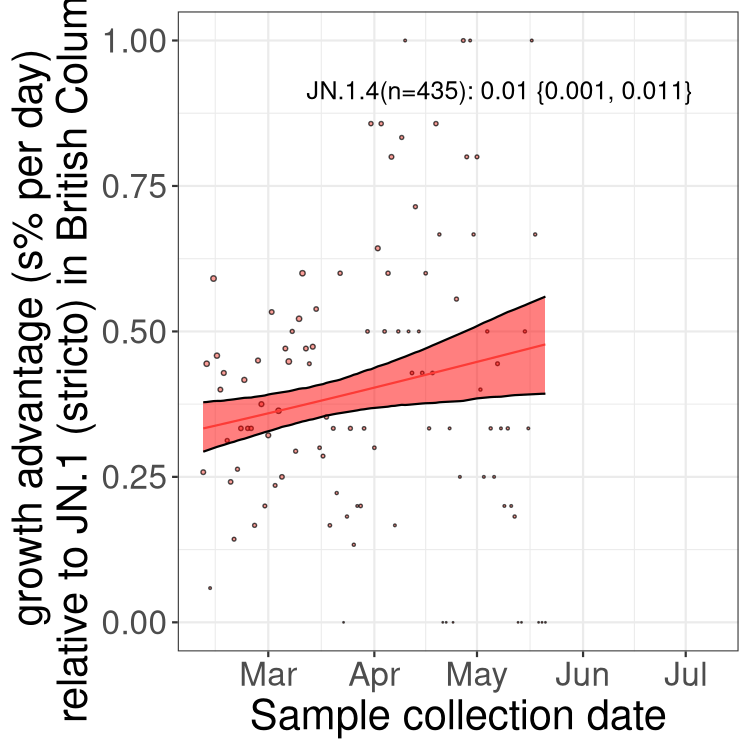 growth advantage (s% per day)
relative to JN.1 (stricto) in British Colum
1.00
0.75
0.50
0.25
0.00
JN.1.4(n=435): 0.01 {0.001, 0.011}
Mar Apr May Jun Jul
Sample collection date